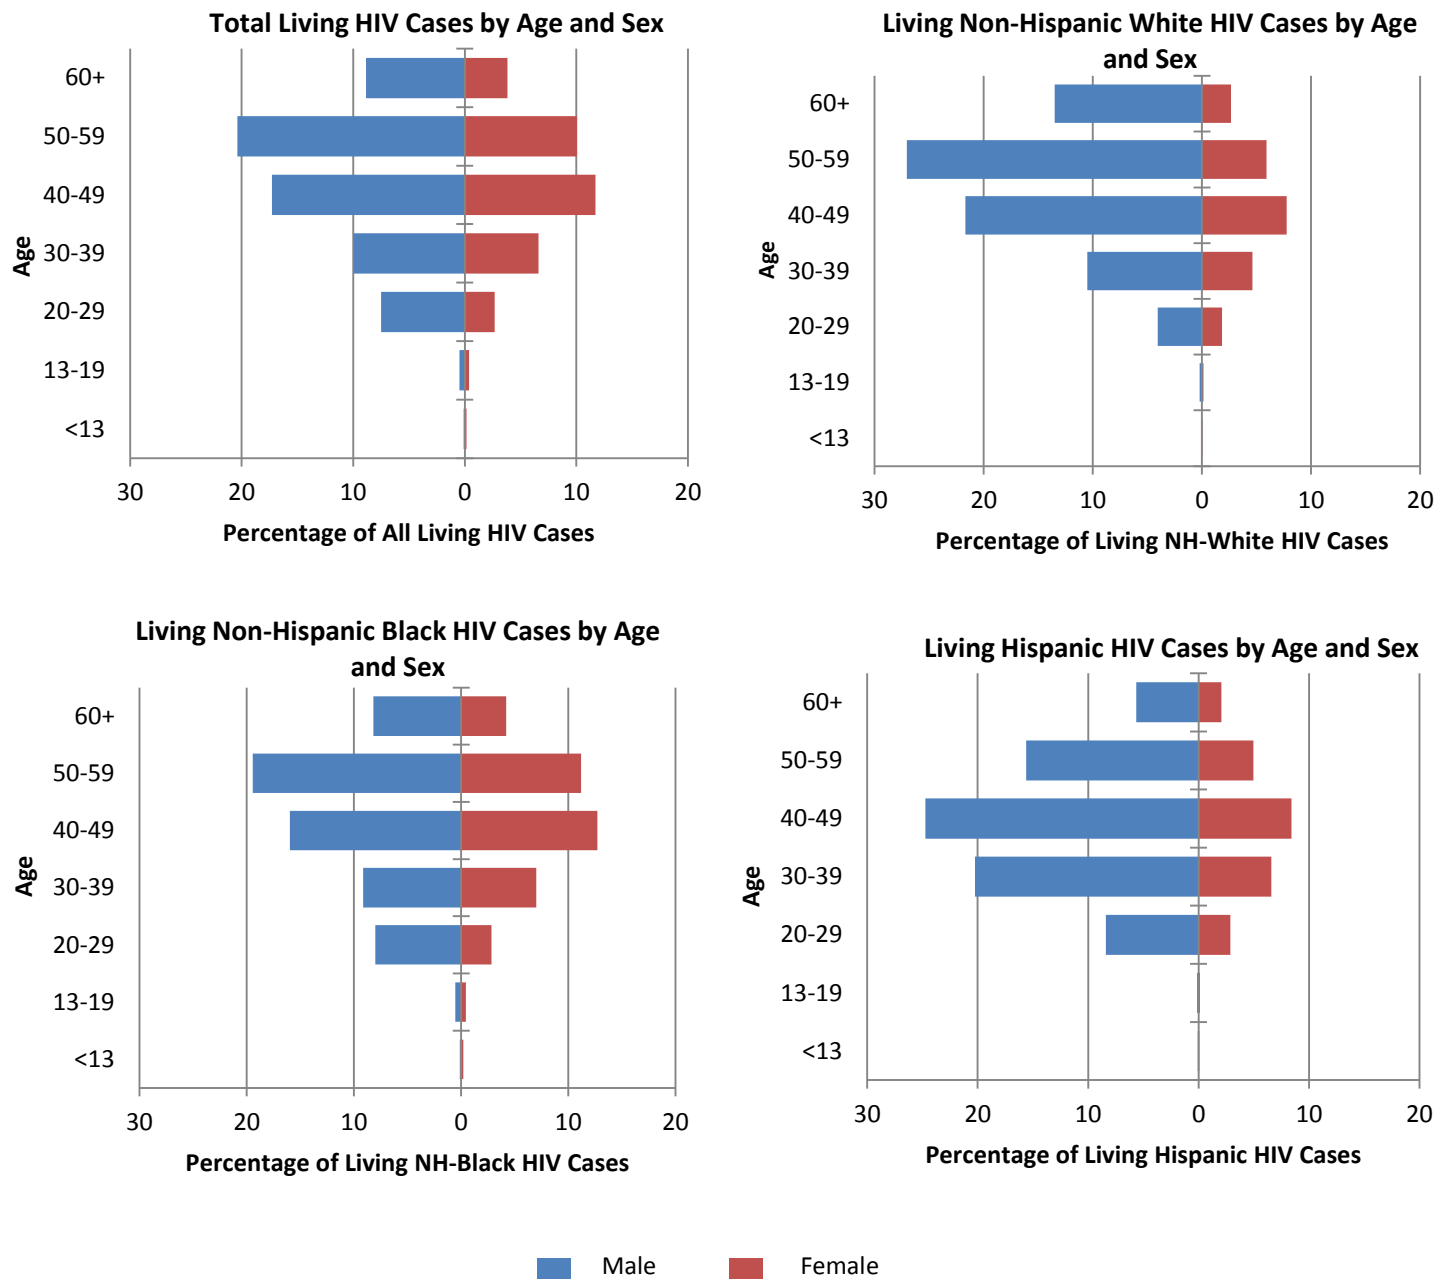 Total Living HIV Cases by Age and Sex
60+
50-59
40-49
30-39
20-29
13-19
<13
Age
30 20 10 0 10 20
Percentage of All Living HIV Cases
Living Non-Hispanic White HIV Cases by Age
and Sex
60+
50-59
40-49
30-39
20-29
13-19
<13
Age
30 20 10 0 10 20
Percentage of Living NH-White HIV Cases
Living Non-Hispanic Black HIV Cases by Age
and Sex
60+
50-59
40-49
30-39
20-29
13-19
<13
Age
30 20 10 0 10 20
Percentage of Living NH-Black HIV Cases
Living Hispanic HIV Cases by Age and Sex
60+
50-59
40-49
30-39
20-29
13-19
<13
Age
30 20 10 0 10 20
Percentage of Living Hispanic HIV Cases
Male Female